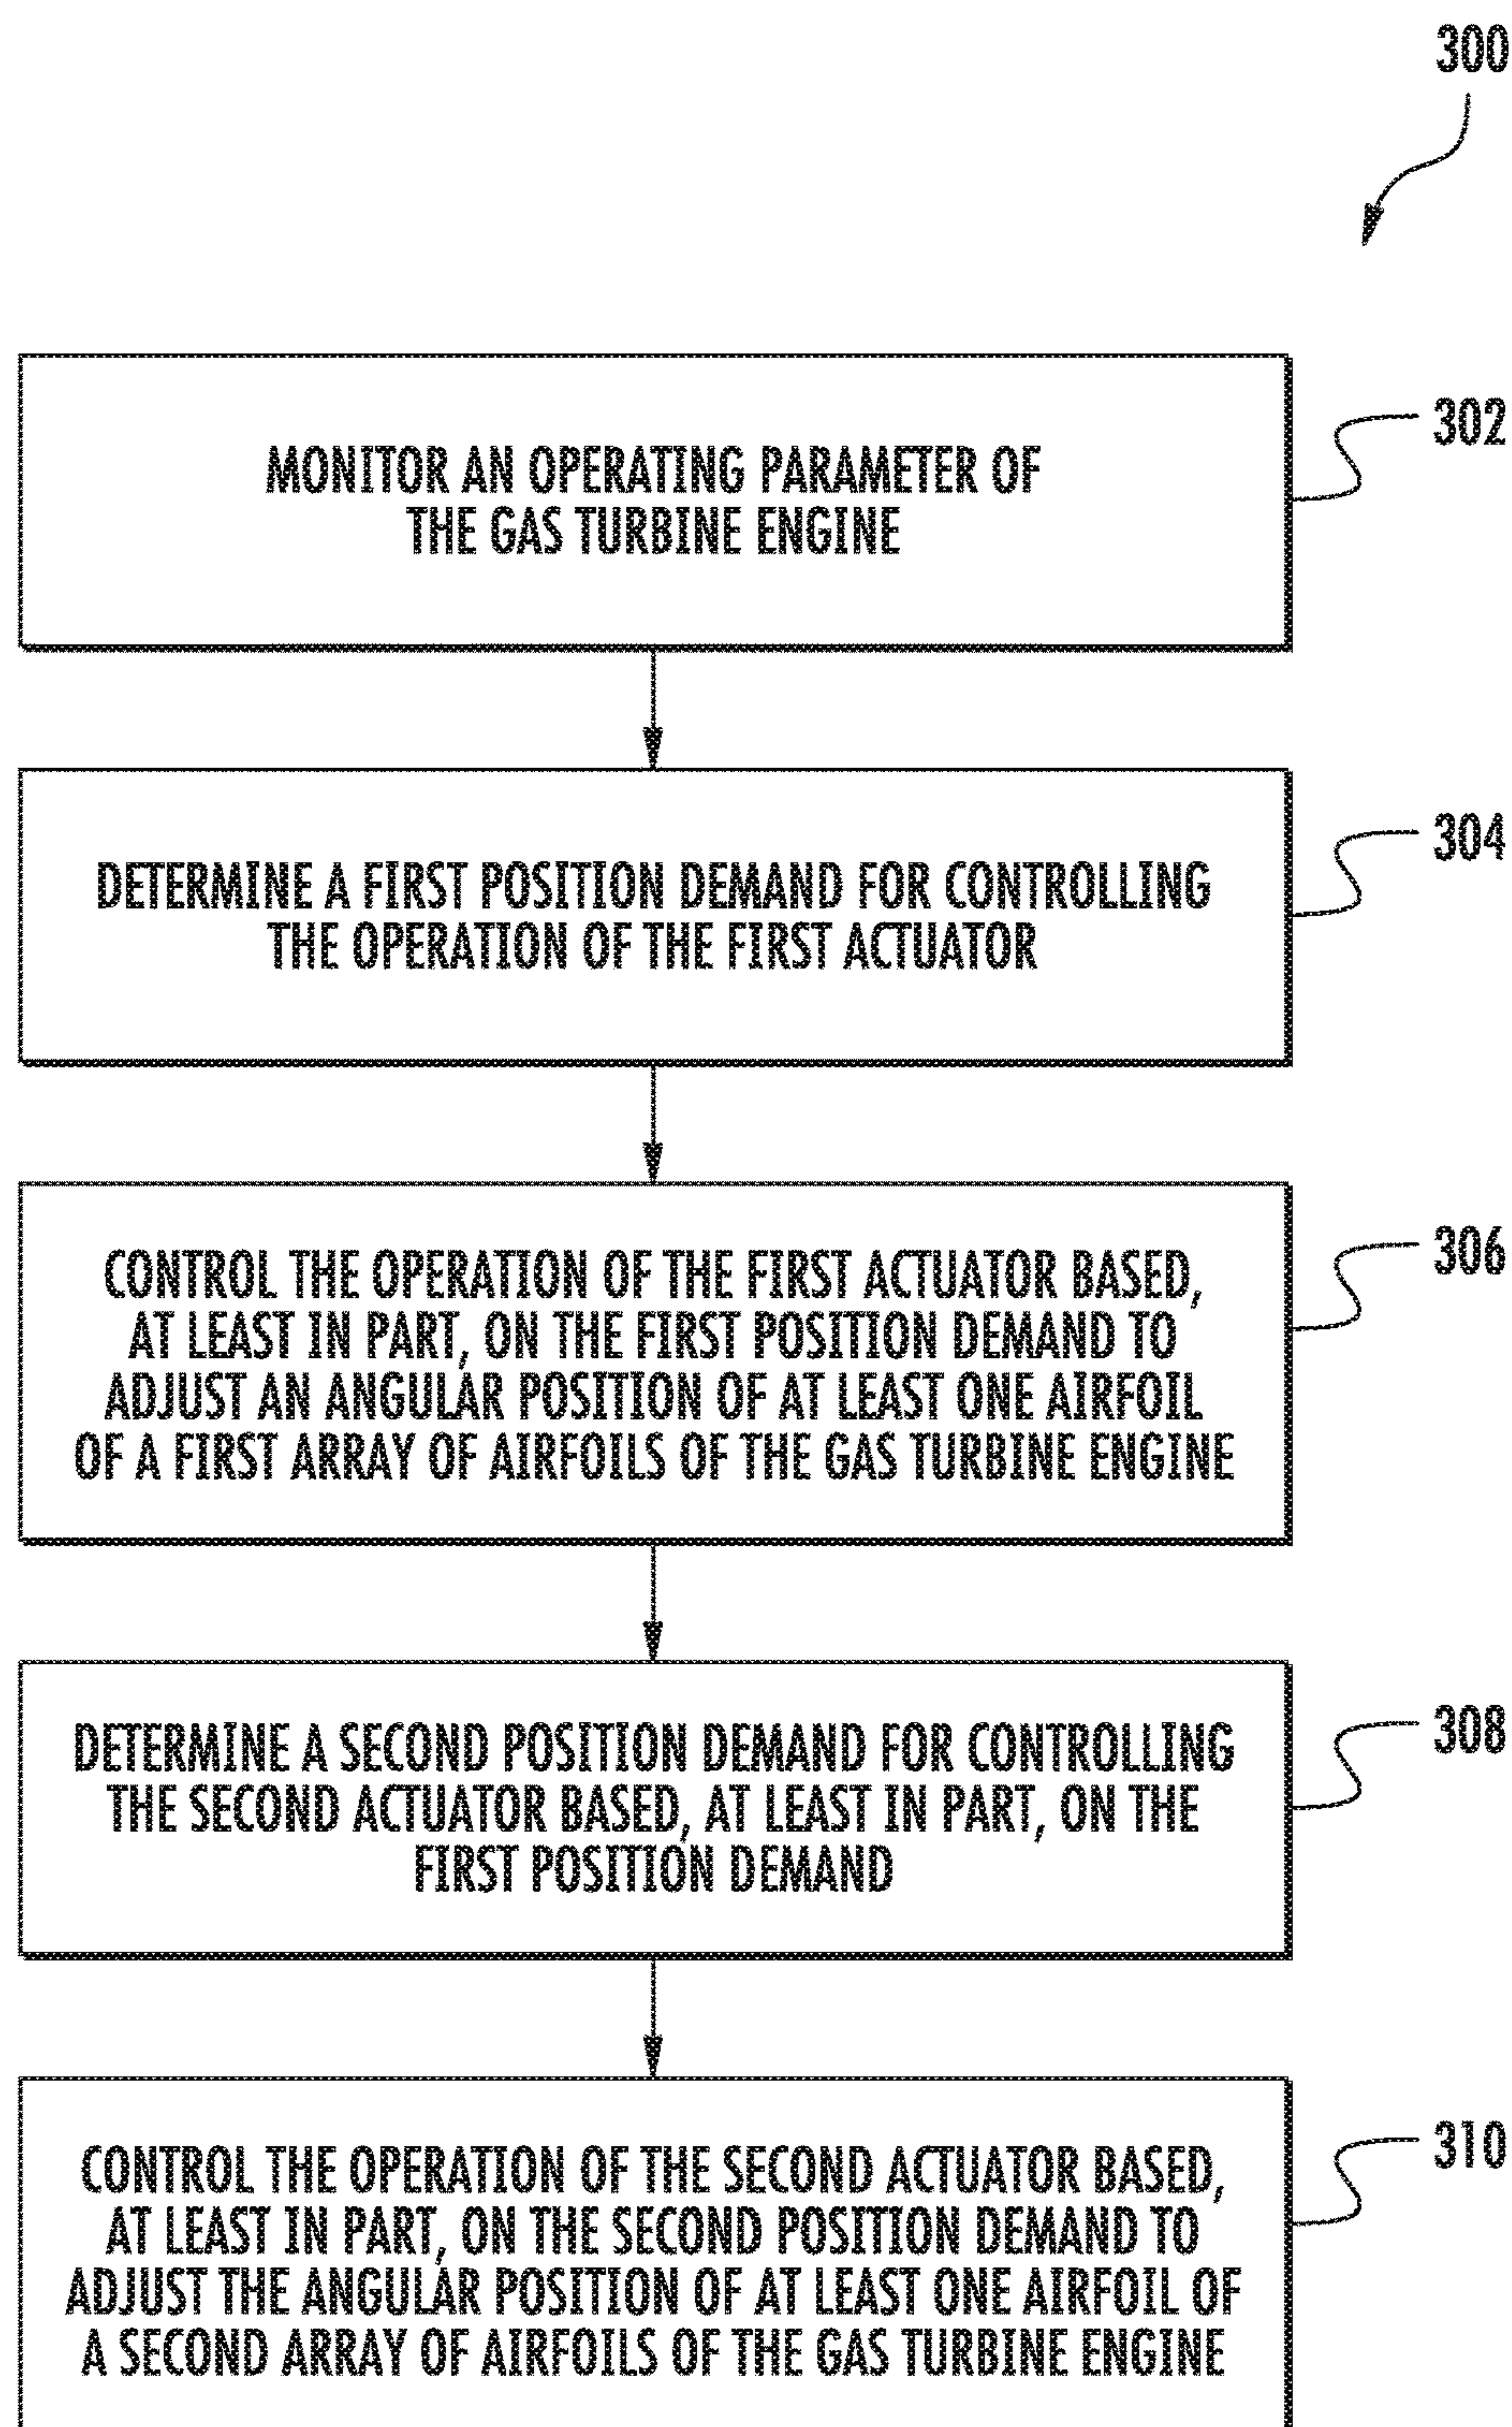 300
302
MONITOR AN OPERATING PARAMETER OF
THE GAS TURBINE ENGINE
304
DETERMINE A FIRST POSITION DEMAND FOR CONTROLLING
THE OPERATION OF THE FIRST ACTUATOR
306
CONTROL THE OPERATION OF THE FIRST ACTUATOR BASED,
AT LEAST IN PART, ON THE FIRST POSITION DEMAND TO
ADJUST AN ANGULAR POSITION OF AT LEAST ONE AIRFOIL
OF A FIRST ARRAY OF AIRFOILS OF THE GAS TURBINE ENGINE
308
DETERMINE A SECOND POSITION DEMAND FOR CONTROLLING
THE SECOND ACTUATOR BASED, AT LEAST IN PART, ON THE
FIRST POSITION DEMAND
310
CONTROL THE OPERATION OF THE SECOND ACTUATOR BASED,
AT LEAST IN PART, ON THE SECOND POSITION DEMAND TO
ADJUST THE ANGULAR POSITION OF AT LEAST ONE AIRFOIL OF
A SECOND ARRAY OF AIRFOILS OF THE GAS TURBINE ENGINE